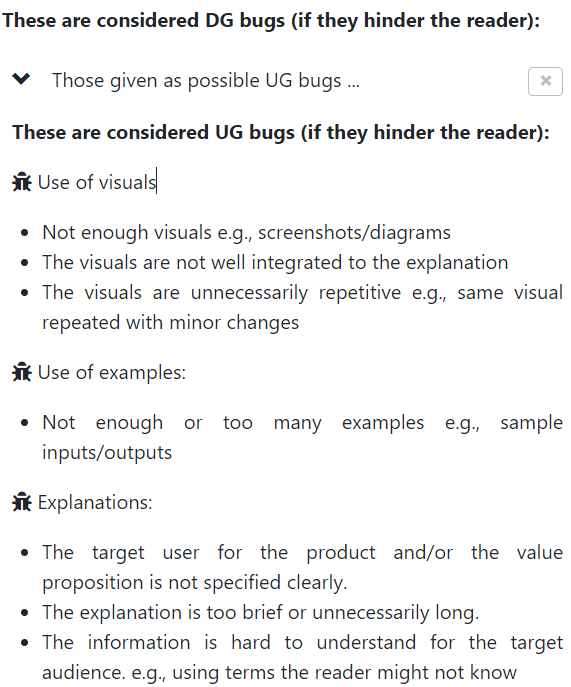 These are considered DG bugs (if they hinder the reader):
Those given as possible UG bugs ...
These are considered UG bugs (if they hinder the reader):
Use of visuals
Not enough visuals e.g., screenshots/diagrams
The visuals are not well integrated to the explanation
The visuals are unnecessarily repetitive e.g., same visual
repeated with minor changes
Use of examples:
Not enough or too many examples e.g., sample
inputs/outputs
Explanations:
The target user for the product and/or the value
proposition is not specified clearly.
The explanation is too brief or unnecessarily long.
The information is hard to understand for the target
audience. e.g., using terms the reader might not know